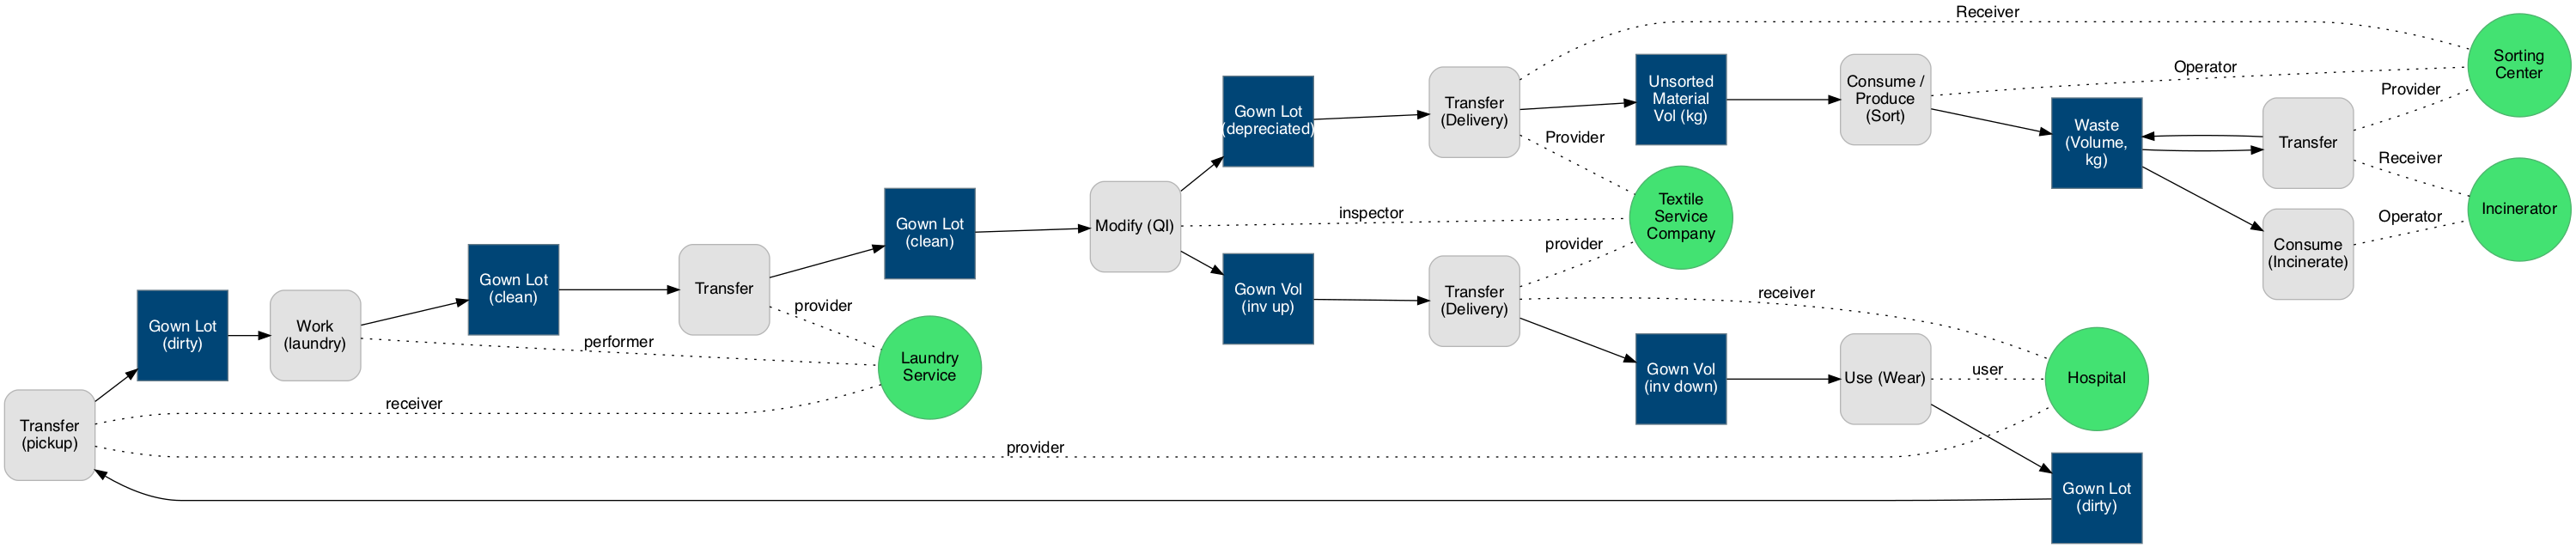 Receiver
Sorting
Center
Operator
Provider
Unsorted
Material
Vol (kg)
Consume /
Produce
(Sort)
Gown Lot
(depreciated)
Transfer
(Delivery)
Provider
Waste
(Volume,
kg)
Transfer
Receiver
Incinerator
Operator
Consume
(Incinerate)
Textile
Service
Company
inspector
Modify (QI)
Gown Lot
(clean)
provider
Gown Vol
(inv up)
Transfer
(Delivery)
receiver
Gown Lot
(clean)
Transfer
provider
Gown Lot
(dirty)
Work
(laundry)
performer
Laundry
Service
Gown Vol
(inv down)
Use (Wear)
user
Hospital
receiver
Transfer
(pickup)
provider
Gown Lot
(dirty)